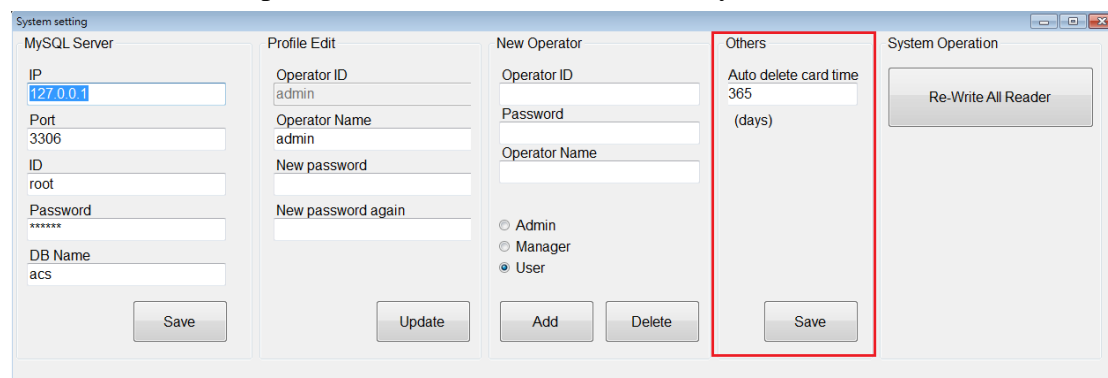 System setting
MySQL Server
IP
127.0.0.1
Port
3306
ID
root
Password
******
DB Name
acs
Save
Profile Edit
Operator ID
admin
Operator Name
admin
New password
New password again
Update
New Operator
Operator ID
Password
Operator Name
Admin
Manager
User
Add
Delete
Others
Auto delete card time
365
(days)
Save
System Operation
Re-Write All Reader